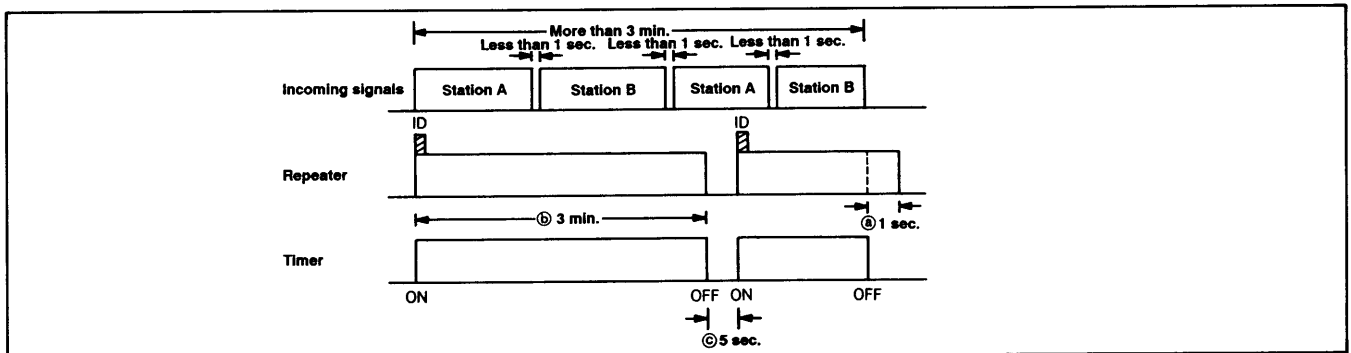 More than 3 min.
Less than 1 sec. Less than 1 sec. Less than 1 sec.
Incoming signals Station A Station B Station A Station B
ID ID
Repeater
ⓐ 1 sec.
ⓑ 3 min.
Timer
ON OFF ON OFF
ⓒ 5 sec.